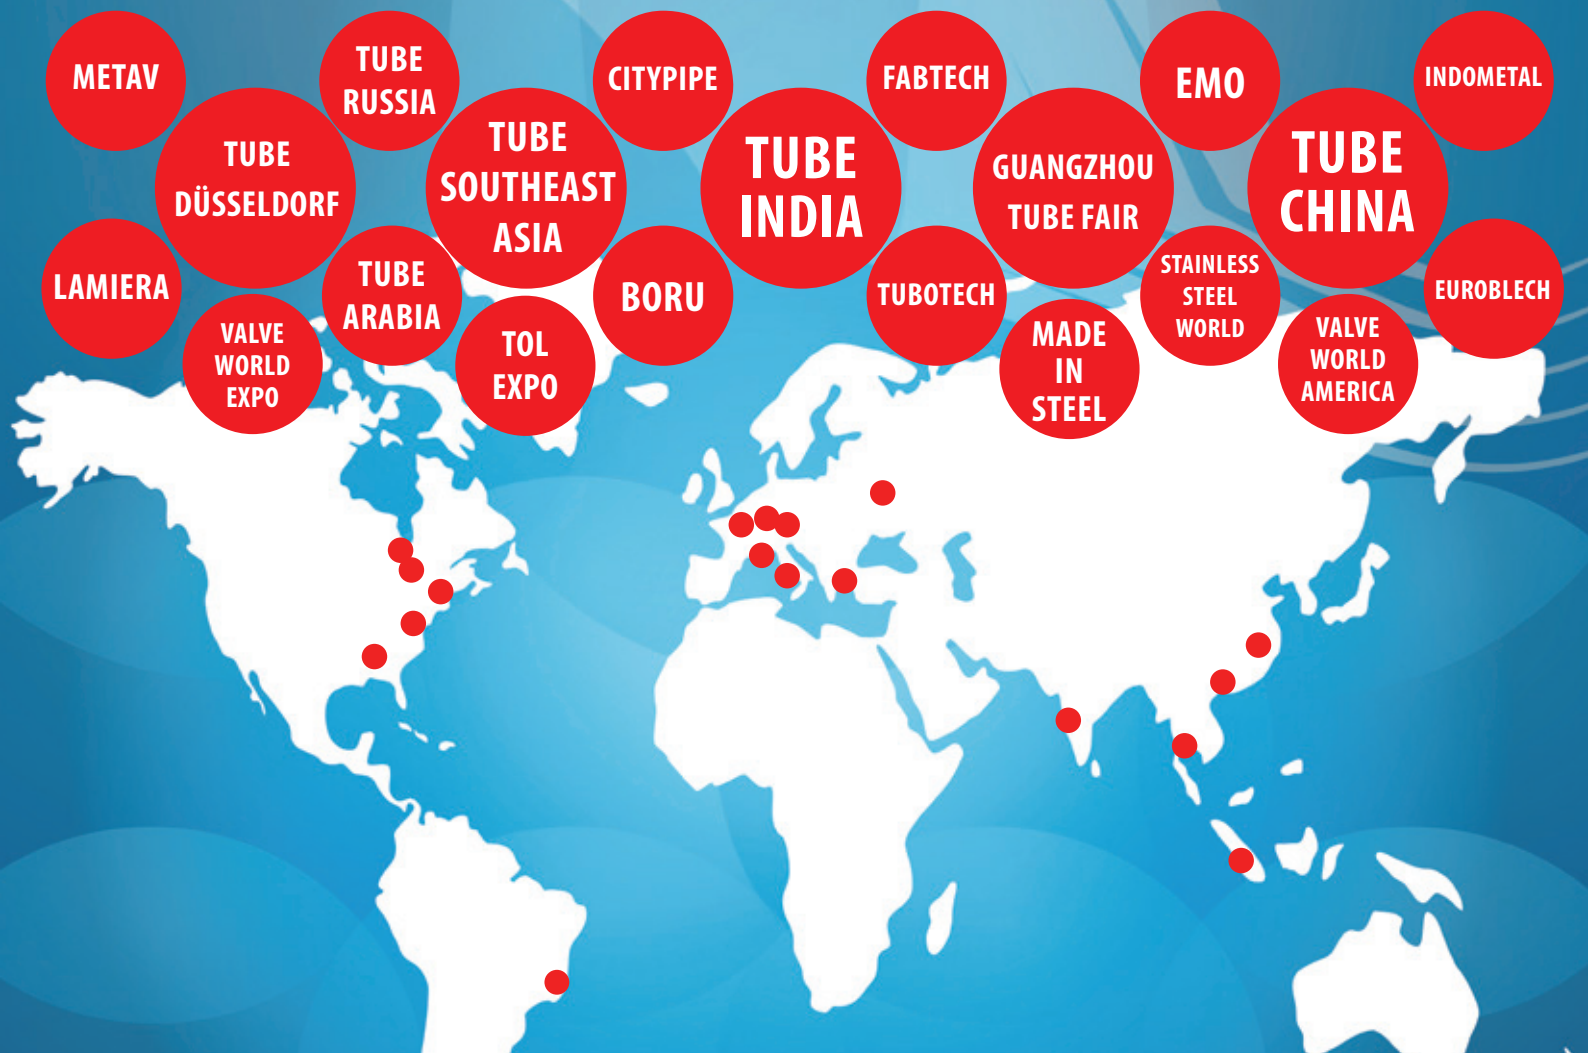 METAV
TUBE
RUSSIA
CITYPIPE
FABTECH
EMO
INDOMETAL
TUBE
DÜSSELDORF
TUBE
SOUTHEAST
ASIA
TUBE
INDIA
GUANGZHOU
TUBE FAIR
TUBE
CHINA
LAMIERA
TUBE
ARABIA
BORU
TUBOTECH
STAINLESS
STEEL
WORLD
EUROBLECH
VALVE
WORLD
EXPO
TOL
EXPO
MADE
IN
STEEL
VALVE
WORLD
AMERICA